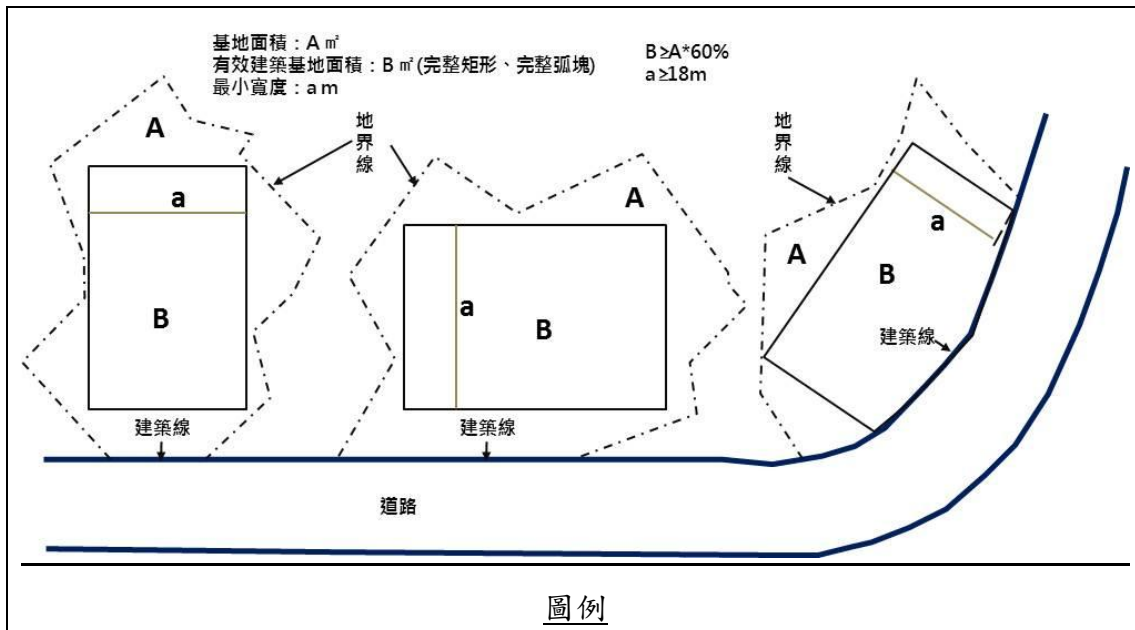 基地面積：A ㎡
有效建築基地面積：B ㎡(完整矩形、完整弧塊)
最小寬度：a m
B≥A*60%
a≥18m
地界線
地界線
A
a
B
建築線
A
a
B
建築線
A
a
B
建築線
道路
圖例